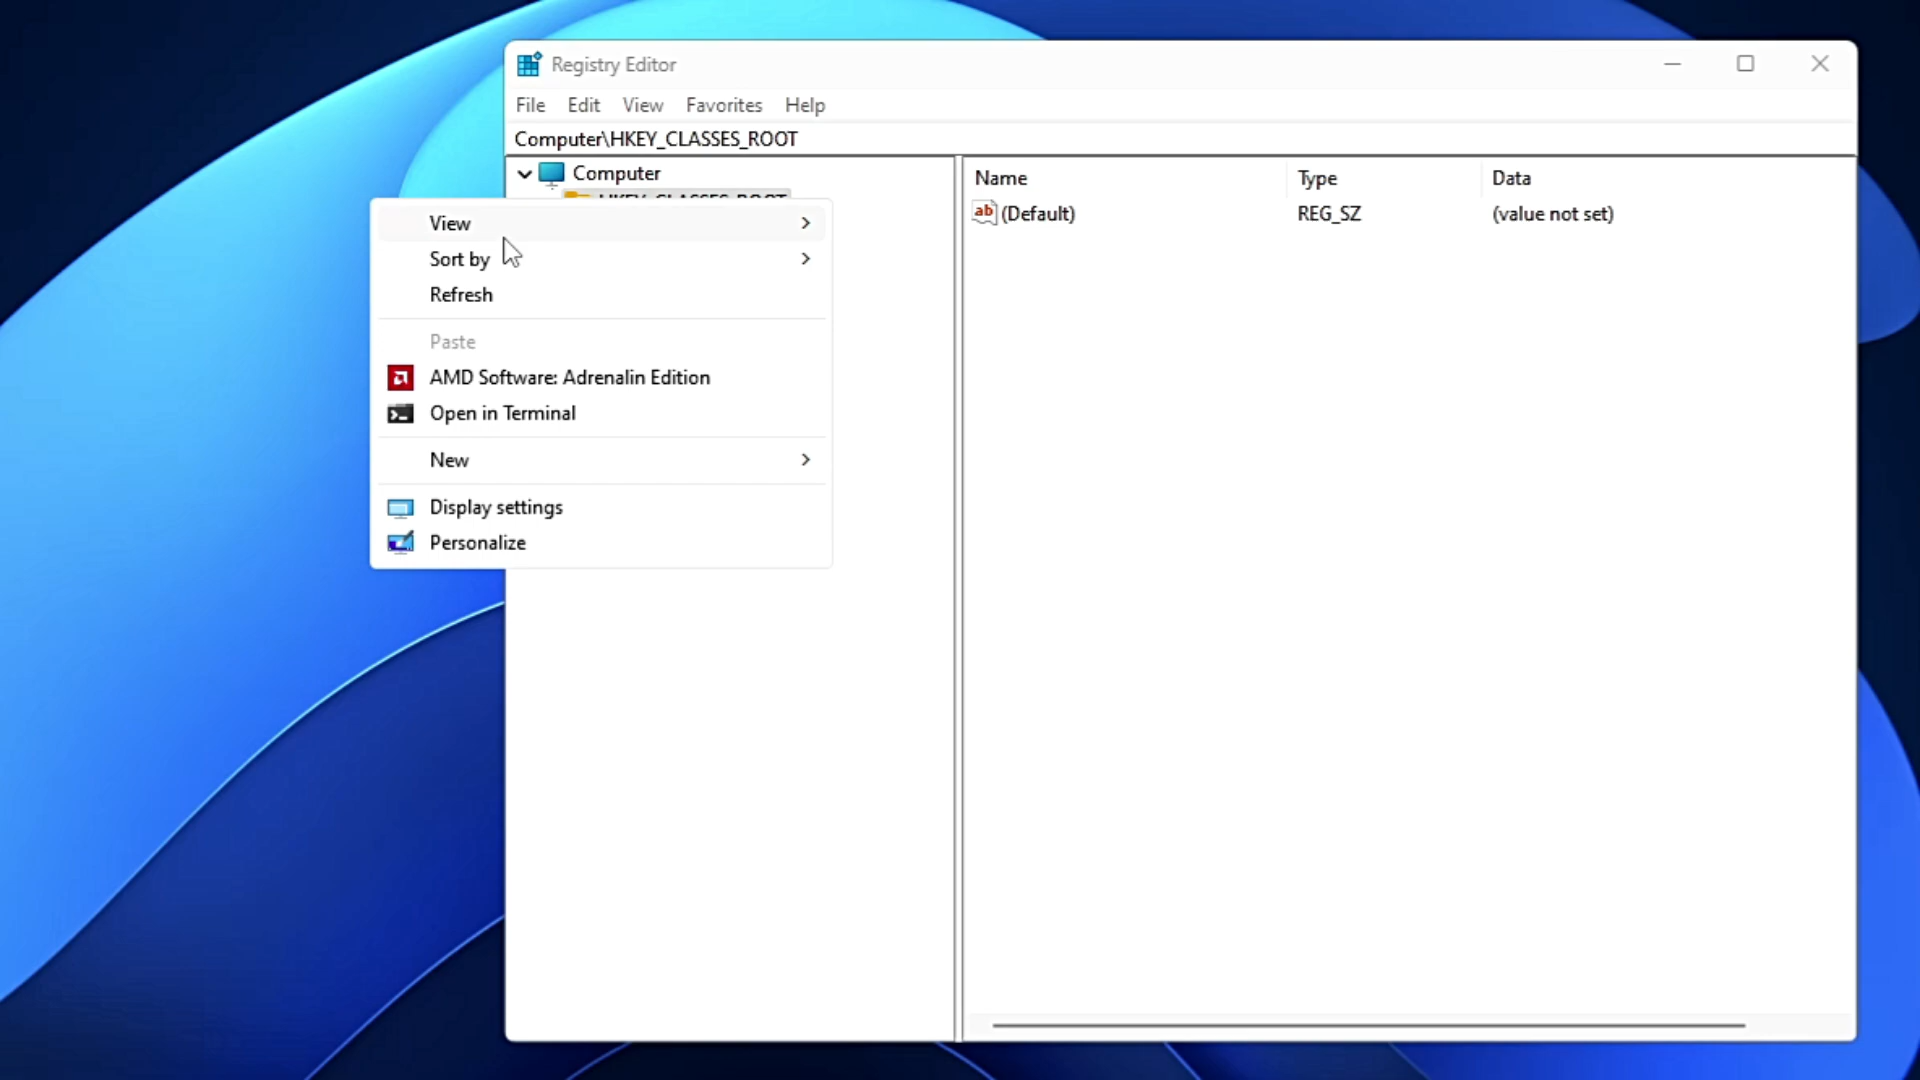 Registry Editor
File Edit View Favorites Help
Computer\HKEY_CLASSES_ROOT
Computer
HKEY_CLASSES_ROOT
Name Type Data
(Default) REG_SZ (value not set)
View
Sort by
Refresh
Paste
AMD Software: Adrenalin Edition
Open in Terminal
New
Display settings
Personalize